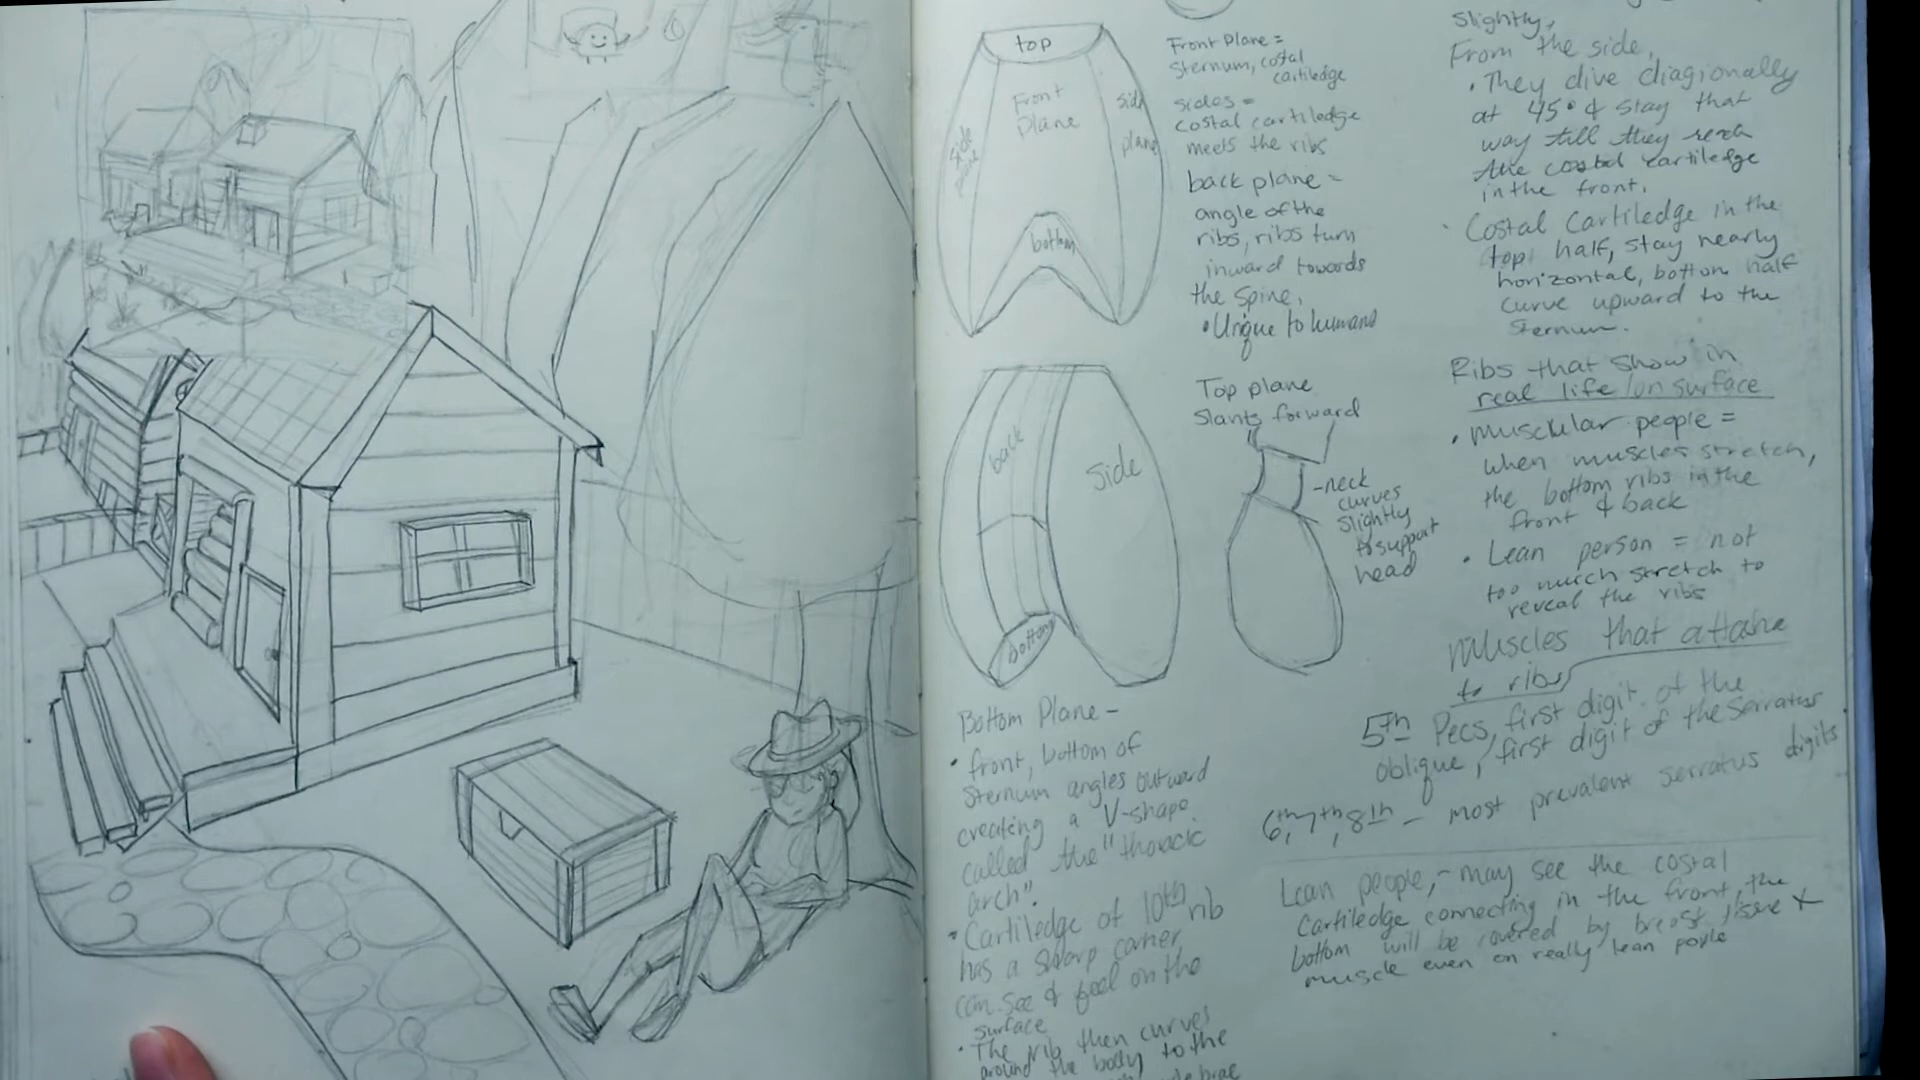 top
Front
Plane
side
plane
side
plane
bottom
Front Plane =
Sternum, costal
cartiledge
Sides =
costal cartiledge
meets the ribs
back plane =
angle of the
ribs, ribs turn
inward towards
the spine,
• Unique to humans
back
Side
bottom
Top plane
Slants forward
-neck
curves
slightly
to support
head
Bottom Plane -
• front, bottom of
Sternum angles outward
creating a V-shape
called the "thoracic
arch".
• Cartiledge of 10th rib
has a sharp corner,
can see & feel on the
surface
• The rib then curves
around the body to the
Slightly,
From the side,
• They dive diagionally
at 45° & stay that
way till they reach
the costal cartiledge
in the front.
• Costal Cartiledge in the
top half, stay nearly
horizontal, bottom half
curve upward to the
Sternum.
Ribs that show in
real life/on surface
• Musclular people =
when muscles stretch,
the bottom ribs in the
front & back
• Lean person = not
too much stretch to
reveal the ribs
Muscles that attatch
to ribs
5th Pecs, first digit of the
oblique, first digit of the serratus
6th, 7th, 8th - most prevalent serratus digits
Lean people, - may see the costal
Cartiledge connecting in the front, the
bottom will be covered by breast tissue +
muscle even on really lean people